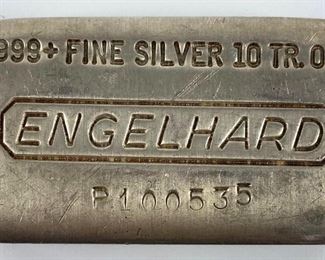 999+ FINE SILVER 10 TR. O
ENGELHARD
P100535